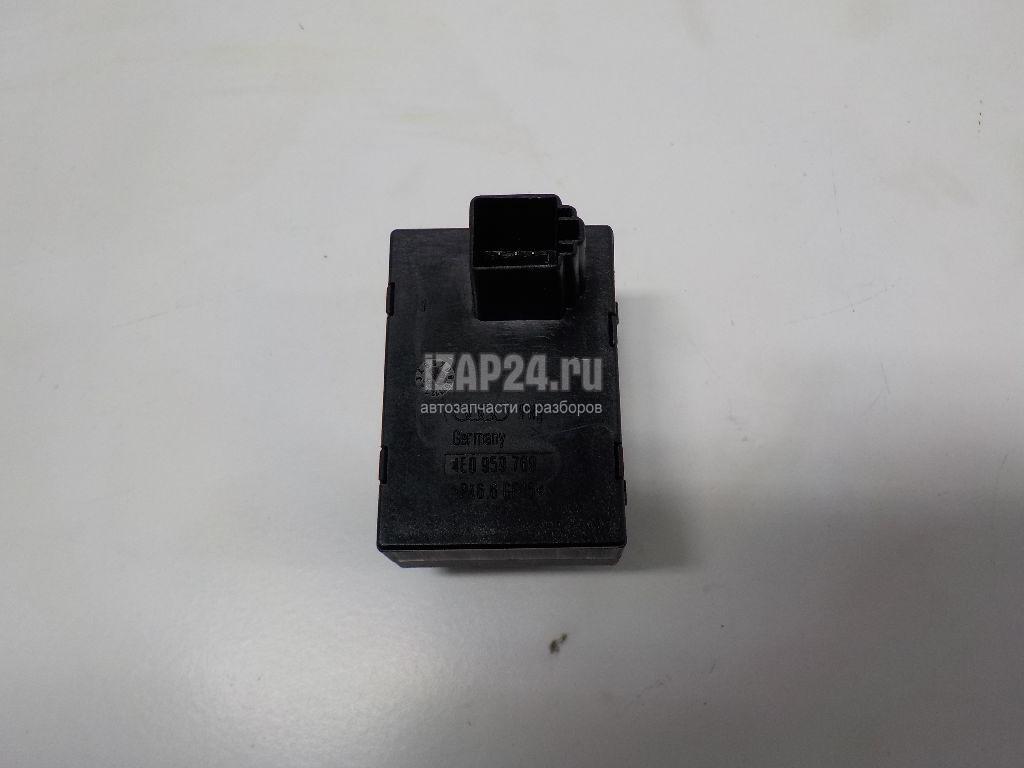 iZAP24.ru
автозапчасти с разборов
Germany
4E0 959 769